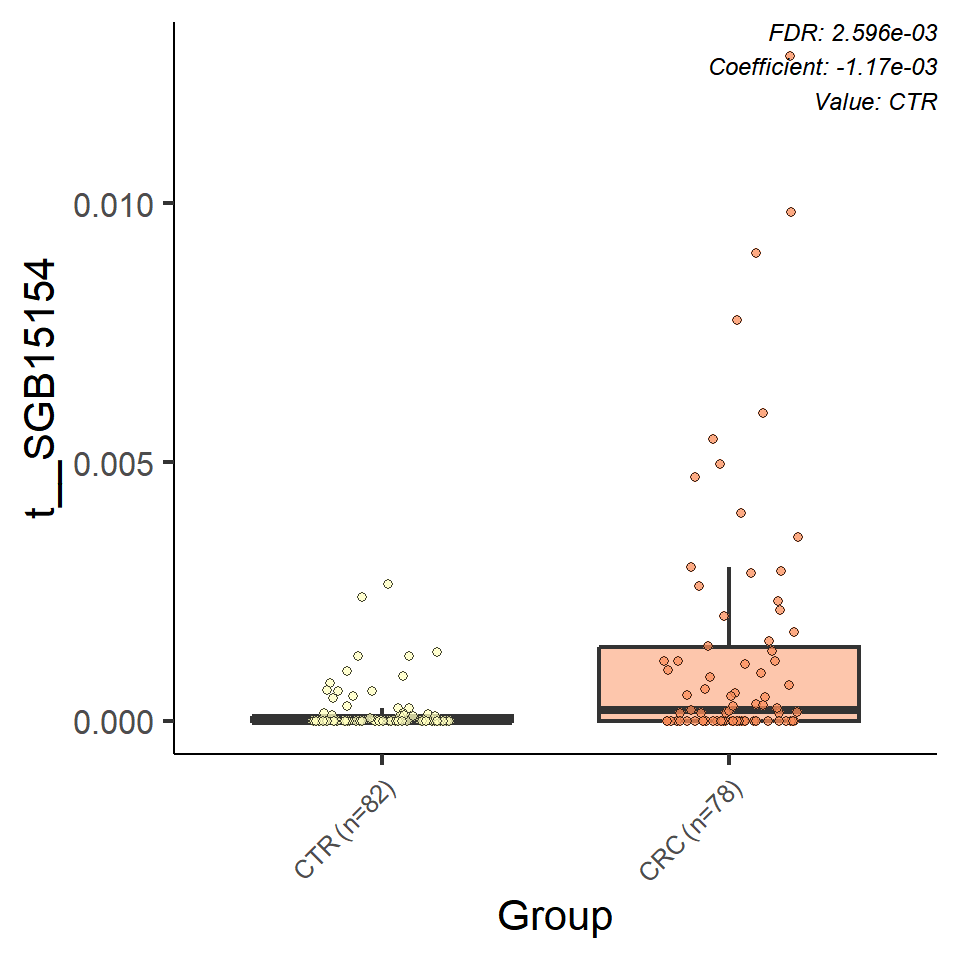 FDR: 2.596e-03
Coefficient: -1.17e-03
Value: CTR
0.010
0.005
0.000
t__SGB15154
CTR (n=82)
CRC (n=78)
Group